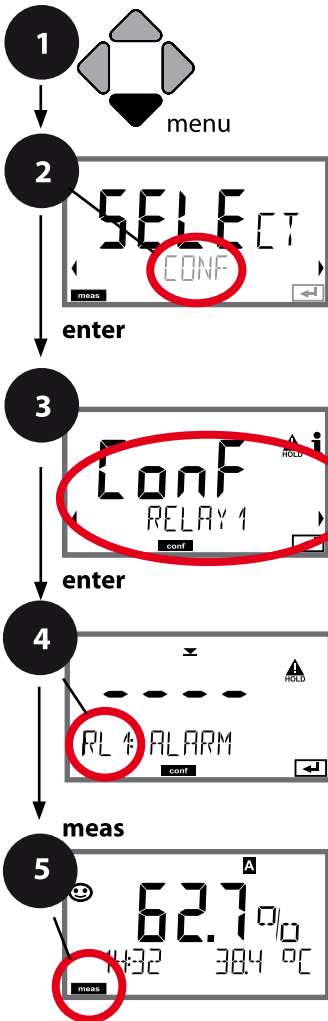 1
menu
2
SELECT
CONF
meas
enter
3
ConF
HOLD
i
RELAY 1
conf
enter
4
HOLD
RL 1: ALARM
conf
meas
5
A
62.7 %
14:32 38.4 °C
meas